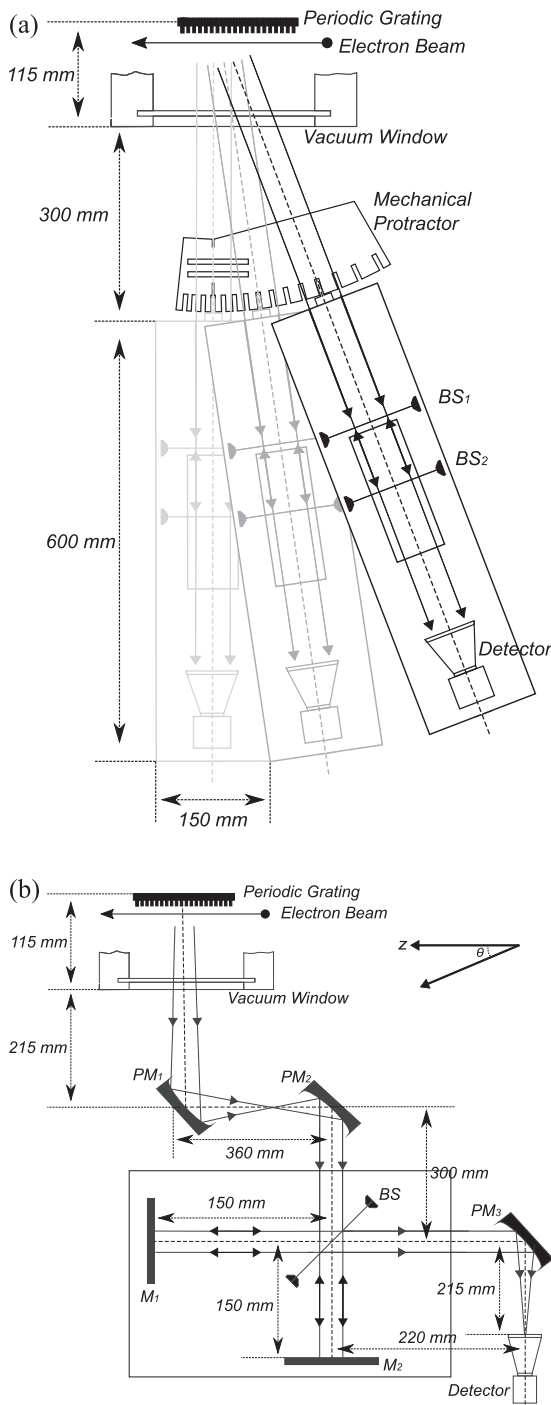 (a)
Periodic Grating
Electron Beam
115 mm
Vacuum Window
300 mm
Mechanical
Protractor
BS1
BS2
600 mm
Detector
150 mm
(b)
Periodic Grating
Electron Beam
115 mm
z
θ
Vacuum Window
215 mm
PM1
PM2
360 mm
300 mm
BS
150 mm
PM3
M1
150 mm
215 mm
220 mm
M2
Detector